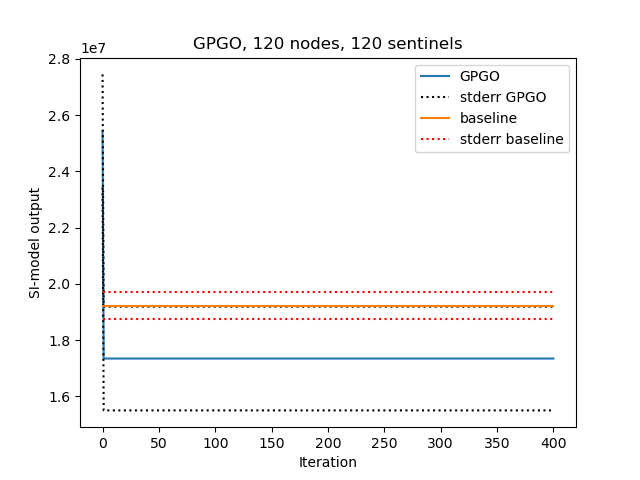 GPGO, 120 nodes, 120 sentinels
1e7
2.8
2.6
2.4
2.2
2.0
1.8
1.6
SI-model output
GPGO
stderr GPGO
baseline
stderr baseline
0 50 100 150 200 250 300 350 400
Iteration